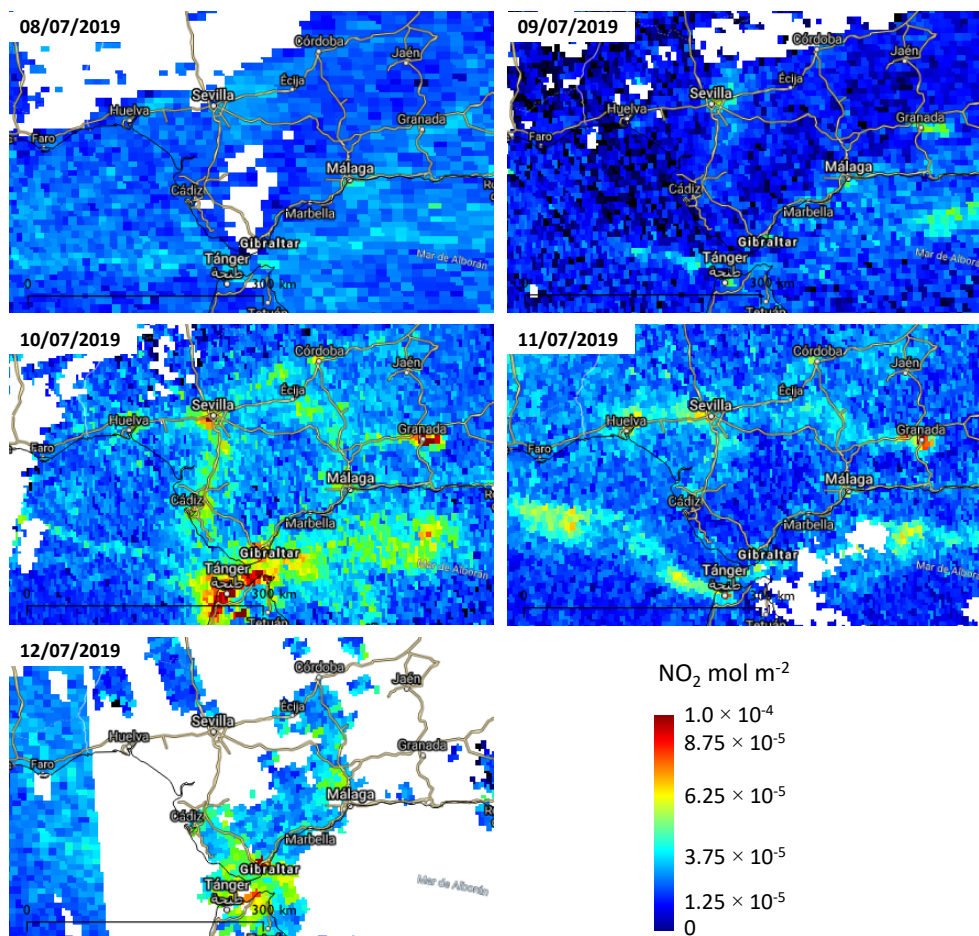 08/07/2019
Córdoba
Jaén
Écija
Sevilla
Huelva
Granada
Faro
Málaga
Cádiz
Marbella
Gibraltar
Mar de Alborán
Tánger
طنجة
300 km
Tetuán
09/07/2019
Córdoba
Jaén
Écija
Sevilla
Huelva
Granada
Faro
Málaga
Cádiz
Marbella
Gibraltar
Mar de Alborán
Tánger
طنجة
300 km
Tetuán
10/07/2019
Córdoba
Jaén
Écija
Sevilla
Huelva
Granada
Faro
Málaga
Cádiz
Marbella
Gibraltar
Mar de Alborán
Tánger
طنجة
300 km
Tetuán
11/07/2019
Córdoba
Jaén
Écija
Sevilla
Huelva
Granada
Faro
Málaga
Cádiz
Marbella
Gibraltar
Mar de Alborán
Tánger
طنجة
300 km
Tetuán
12/07/2019
Córdoba
Jaén
Écija
Sevilla
Huelva
Granada
Faro
Málaga
Cádiz
Marbella
Gibraltar
Mar de Alborán
Tánger
طنجة
300 km
NO₂ mol m⁻²
1.0 × 10⁻⁴
8.75 × 10⁻⁵
6.25 × 10⁻⁵
3.75 × 10⁻⁵
1.25 × 10⁻⁵
0